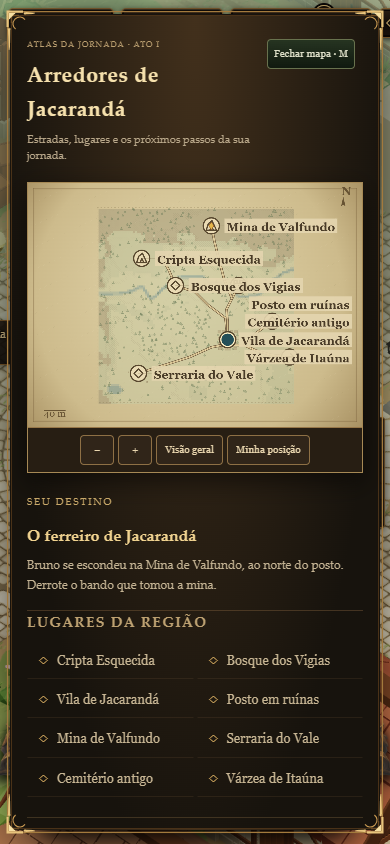 ATLAS DA JORNADA · ATO I
Fechar mapa · M
Arredores de
Jacarandá
Estradas, lugares e os próximos passos da sua
jornada.
N
Mina de Valfundo
Cripta Esquecida
Bosque dos Vigias
Posto em ruínas
Cemitério antigo
Vila de Jacarandá
Várzea de Itaúna
Serraria do Vale
40 m
− + Visão geral Minha posição
SEU DESTINO
O ferreiro de Jacarandá
Bruno se escondeu na Mina de Valfundo, ao norte do posto.
Derrote o bando que tomou a mina.
LUGARES DA REGIÃO
Cripta Esquecida Bosque dos Vigias
Vila de Jacarandá Posto em ruínas
Mina de Valfundo Serraria do Vale
Cemitério antigo Várzea de Itaúna